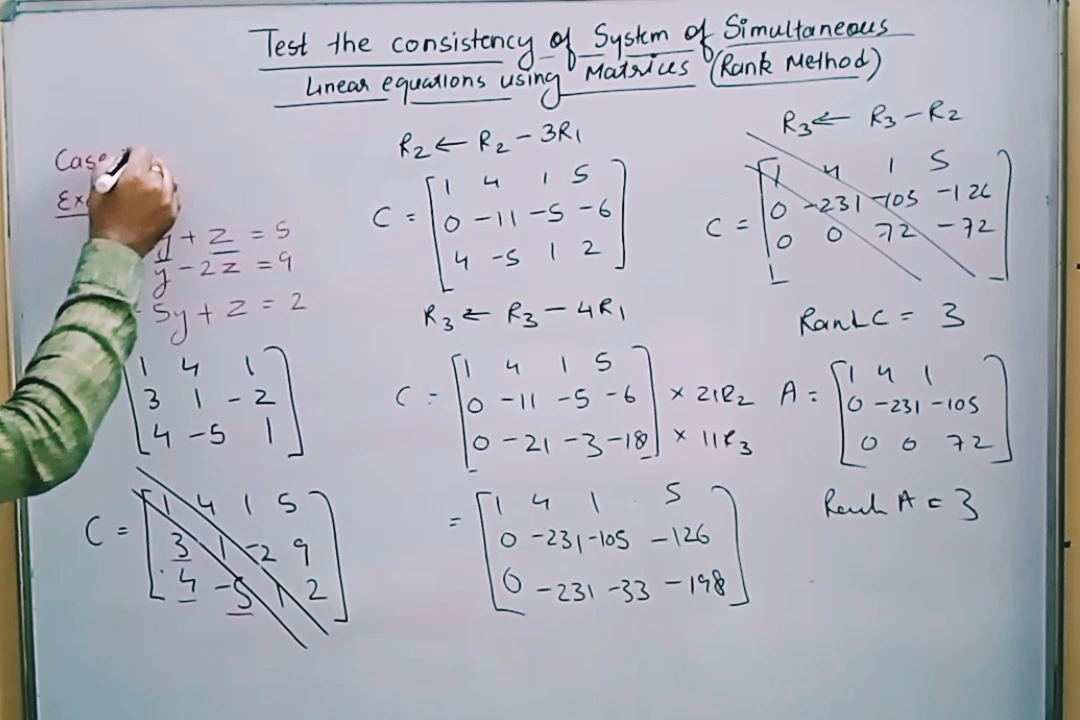 Test the consistency of System of Simultaneous
Linear equations using Matrices (Rank Method)
Case
Ex
y + z = 5
y - 2z = 9
5y + z = 2
1 4 1
3 1 -2
4 -5 1
C = [1 4 1 5
3 1 -2 9
4 -5 1 2]
R2 ← R2 - 3R1
C = [1 4 1 5
0 -11 -5 -6
4 -5 1 2]
R3 ← R3 - 4R1
C = [1 4 1 5
0 -11 -5 -6] × 21R2
0 -21 -3 -18] × 11R3
= [1 4 1 5
0 -231 -105 -126
0 -231 -33 -198]
R3 ← R3 - R2
C = [1 4 1 5
0 -231 -105 -126
0 0 72 -72]
Rank C = 3
A = [1 4 1
0 -231 -105
0 0 72]
Rank A = 3